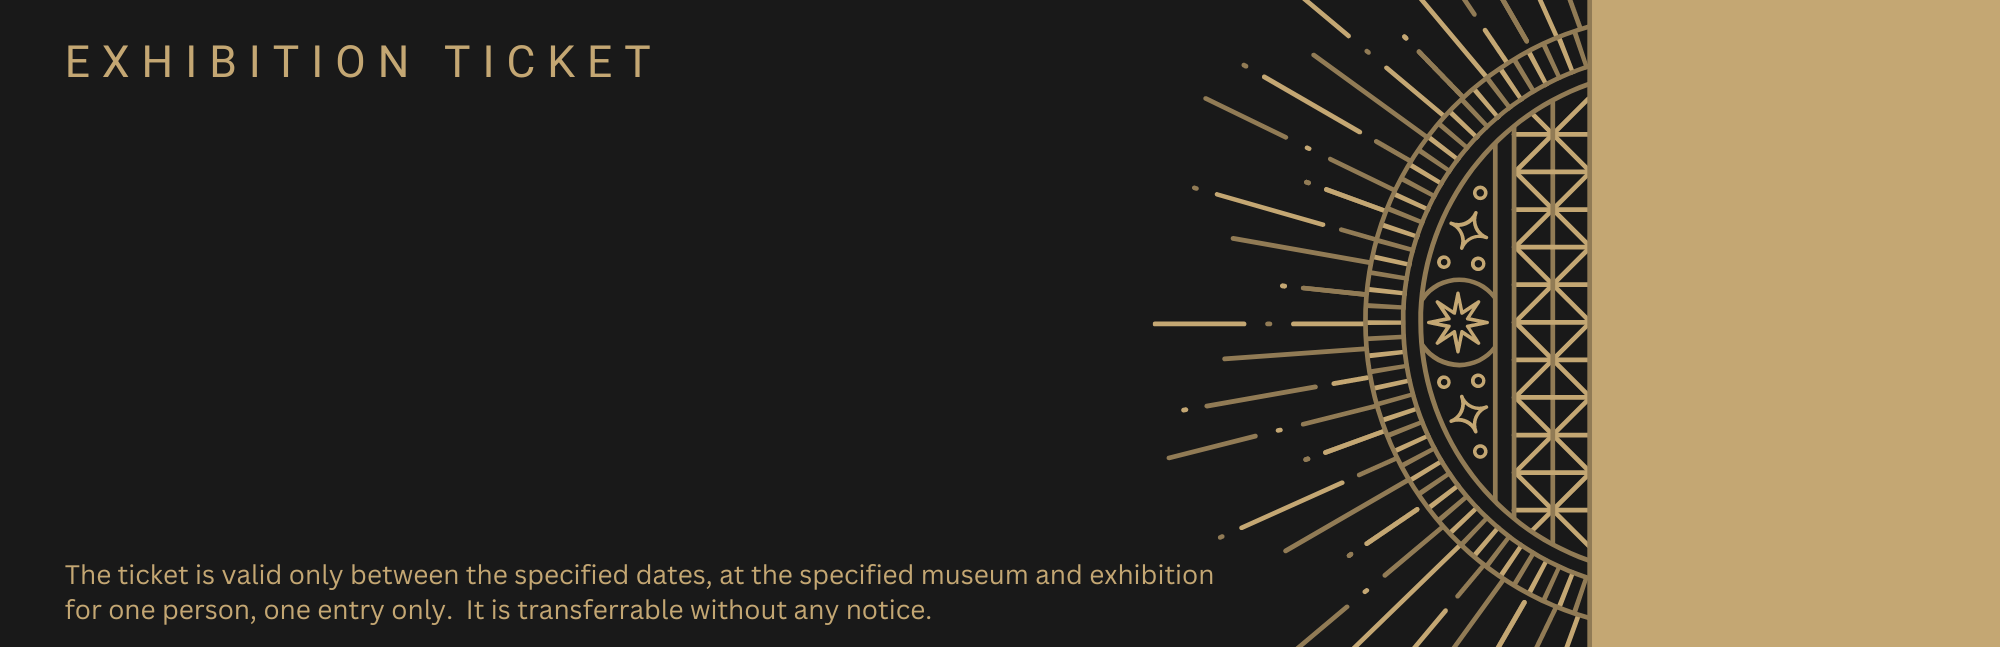 EXHIBITION TICKET
The ticket is valid only between the specified dates, at the specified museum and exhibition
for one person, one entry only.  It is transferrable without any notice.